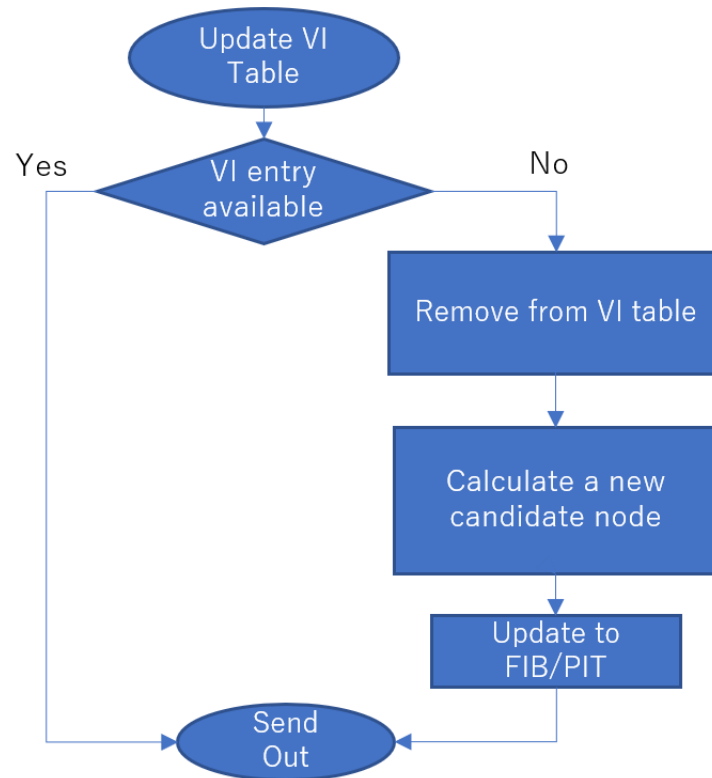 Update VI
Table
Yes
VI entry
available
No
Remove from VI table
Calculate a new
candidate node
Update to
FIB/PIT
Send
Out